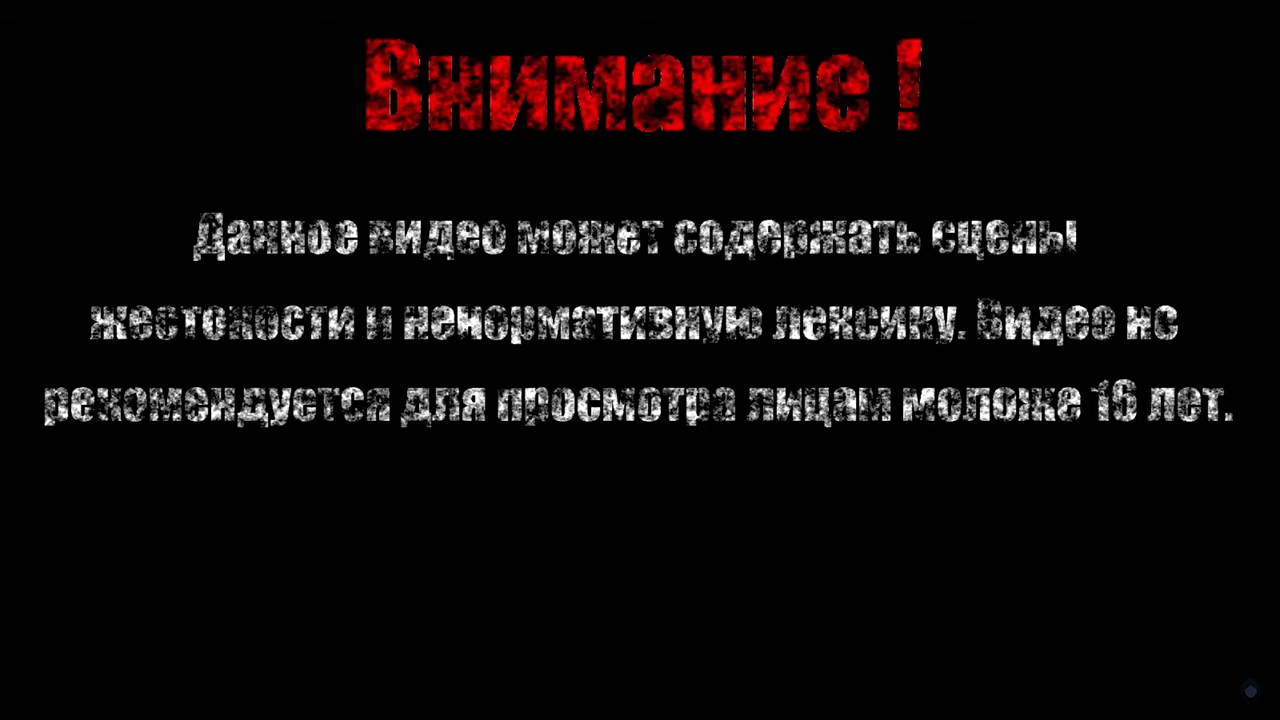 Внимание !
Данное видео может содержать сцены
жестокости и ненормативную лексику. Видео не
рекомендуется для просмотра лицам моложе 16 лет.